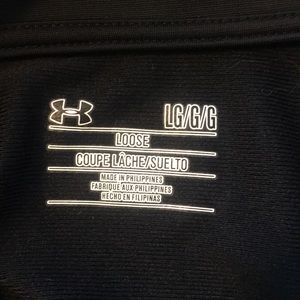 LG/G/G
LOOSE
COUPE LÂCHE/SUELTO
MADE IN PHILIPPINES
FABRIQUÉ AUX PHILIPPINES
HECHO EN FILIPINAS